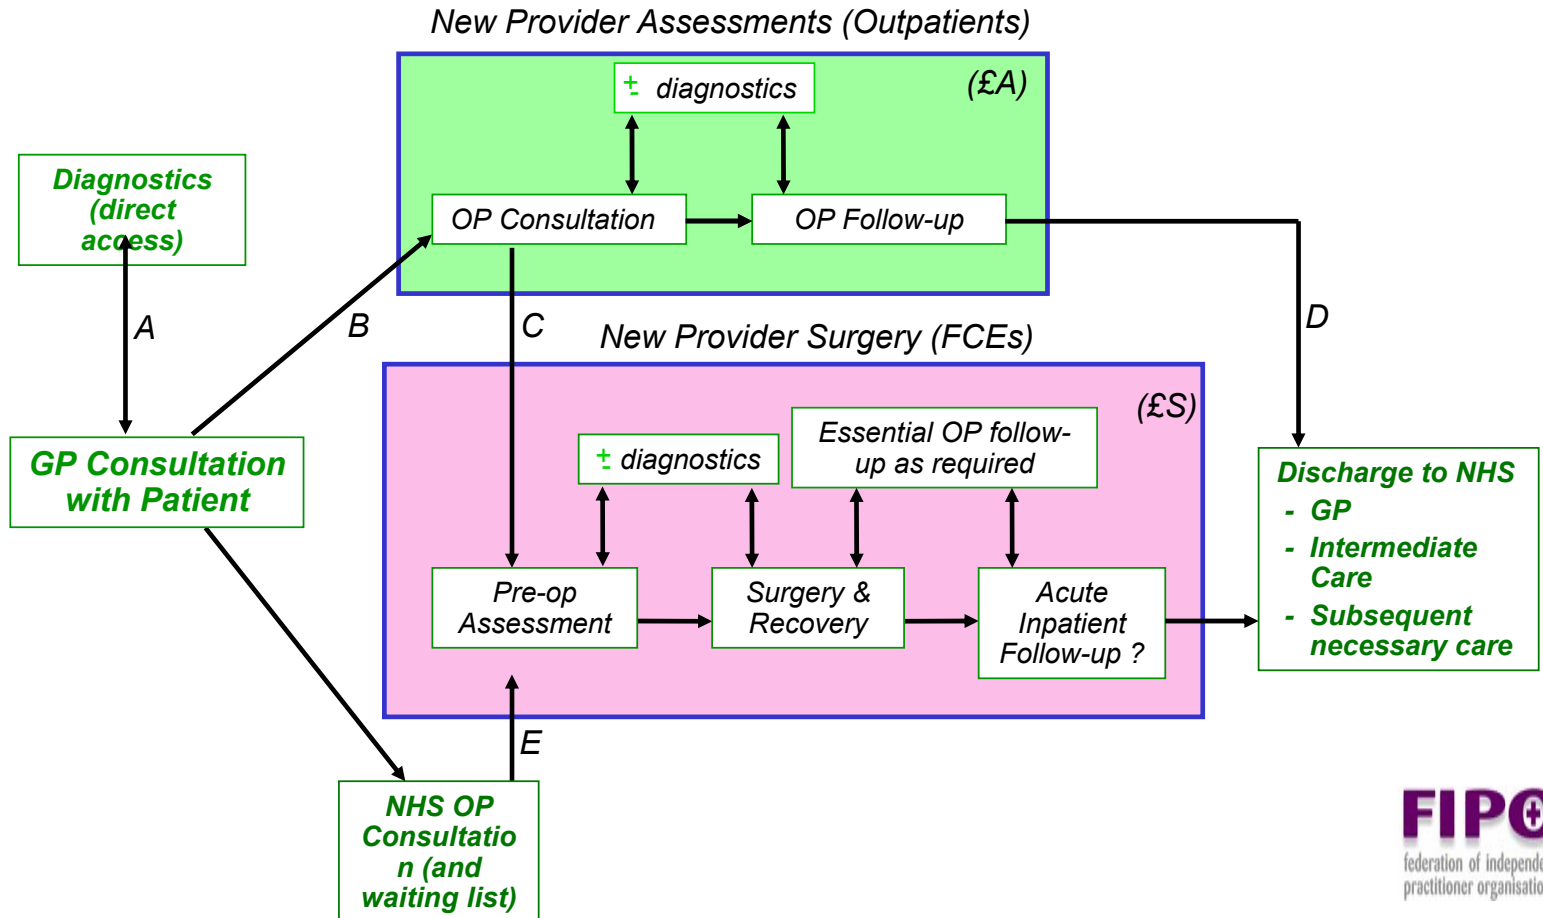 New Provider Assessments (Outpatients)
(£A)
± diagnostics
Diagnostics
(direct
access)
OP Consultation
OP Follow-up
A
B
C
D
New Provider Surgery (FCEs)
(£S)
Essential OP follow-
up as required
± diagnostics
GP Consultation
with Patient
Discharge to NHS
- GP
- Intermediate
Care
- Subsequent
necessary care
Pre-op
Assessment
Surgery &
Recovery
Acute
Inpatient
Follow-up ?
E
NHS OP
Consultatio
n (and
waiting list)
FIPO
federation of independe
practitioner organisation